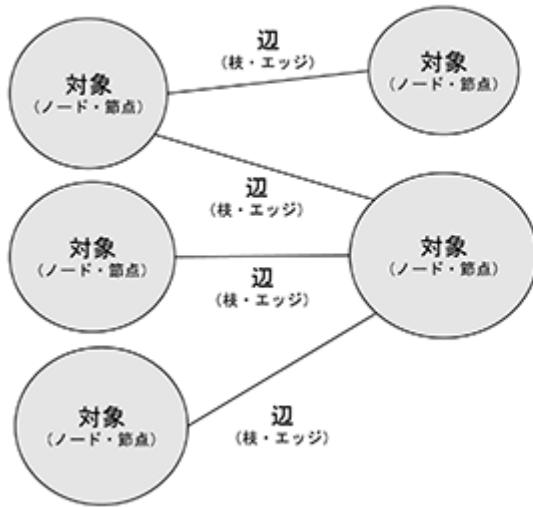 辺
(枝・エッジ)
対象
(ノード・節点)
対象
(ノード・節点)
辺
(枝・エッジ)
対象
(ノード・節点)
対象
(ノード・節点)
辺
(枝・エッジ)
対象
(ノード・節点)
辺
(枝・エッジ)